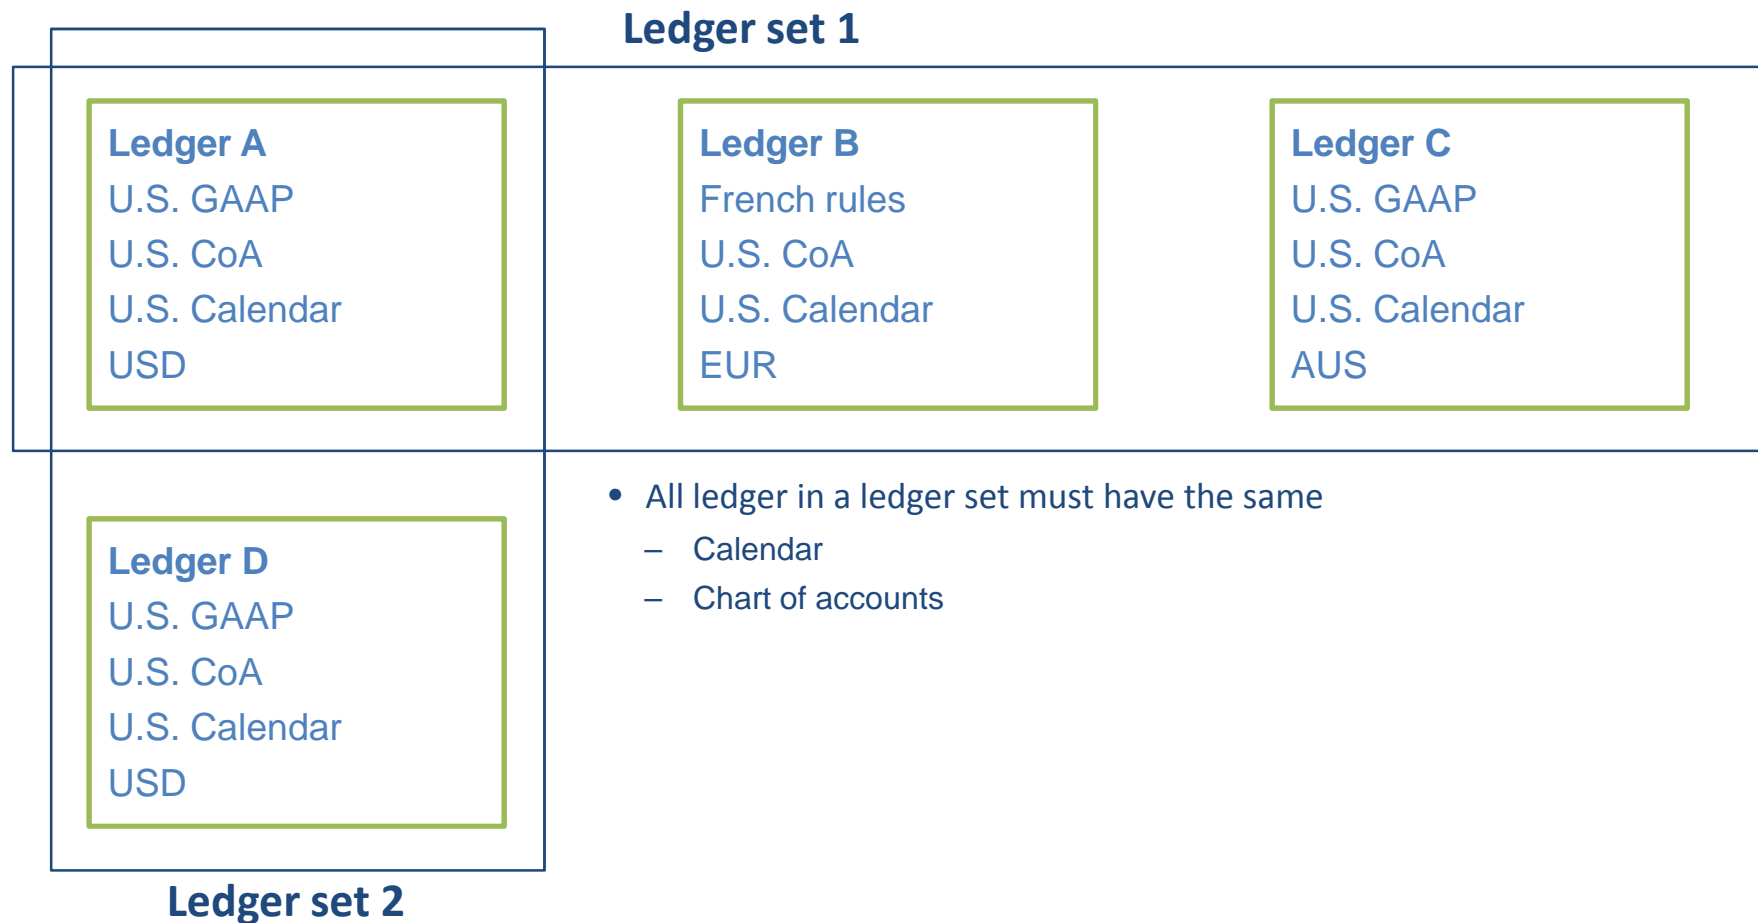 Ledger set 1
Ledger A
U.S. GAAP
U.S. CoA
U.S. Calendar
USD
Ledger B
French rules
U.S. CoA
U.S. Calendar
EUR
Ledger C
U.S. GAAP
U.S. CoA
U.S. Calendar
AUS
• All ledger in a ledger set must have the same
– Calendar
– Chart of accounts
Ledger D
U.S. GAAP
U.S. CoA
U.S. Calendar
USD
Ledger set 2